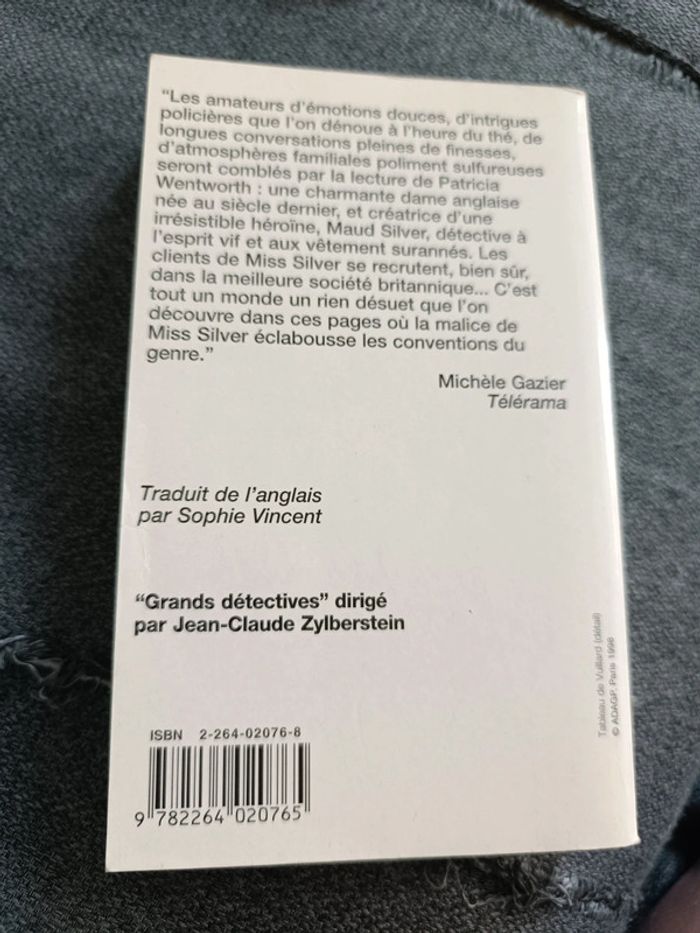 “Les amateurs d’émotions douces, d’intrigues
policières que l’on dénoue à l’heure du thé, de
longues conversations pleines de finesses,
d’atmosphères familiales poliment sulfureuses
seront comblés par la lecture de Patricia
Wentworth : une charmante dame anglaise
née au siècle dernier, et créatrice d’une
irrésistible héroïne, Maud Silver, détective à
l’esprit vif et aux vêtement surannés. Les
clients de Miss Silver se recrutent, bien sûr,
dans la meilleure société britannique... C’est
tout un monde un rien désuet que l’on
découvre dans ces pages où la malice de
Miss Silver éclabousse les conventions du
genre.”
Michèle Gazier
Télérama
Traduit de l’anglais
par Sophie Vincent
“Grands détectives” dirigé
par Jean-Claude Zylberstein
ISBN 2-264-02076-8
9 782264 020765
Tableau de Vuillard (détail)
© ADAGP, Paris 1996